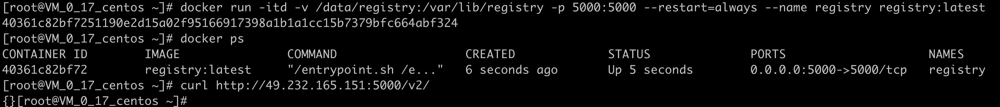 [root@VM_0_17_centos ~]# docker run -itd -v /data/registry:/var/lib/registry -p 5000:5000 --restart=always --name registry registry:latest
40361c82bf7251190e2d15a02f95166917398a1b1a1cc15b7379bfc664abf324
[root@VM_0_17_centos ~]# docker ps
CONTAINER ID        IMAGE               COMMAND                  CREATED             STATUS              PORTS                    NAMES
40361c82bf72        registry:latest     "/entrypoint.sh /e..."   6 seconds ago       Up 5 seconds        0.0.0.0:5000->5000/tcp   registry
[root@VM_0_17_centos ~]# curl http://49.232.165.151:5000/v2/
{}[root@VM_0_17_centos ~]#